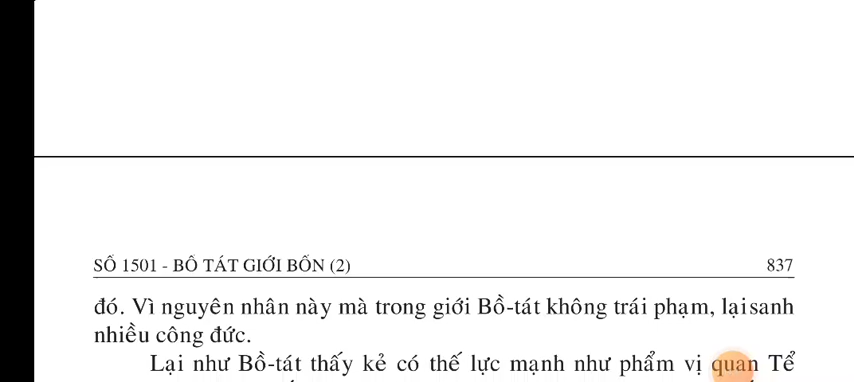 SỐ 1501 - BỒ TÁT GIỚI BỔN (2) 837
đó. Vì nguyên nhân này mà trong giới Bồ-tát không trái phạm, lạisanh
nhiều công đức.
Lại như Bồ-tát thấy kẻ có thế lực mạnh như phẩm vị quan Tể